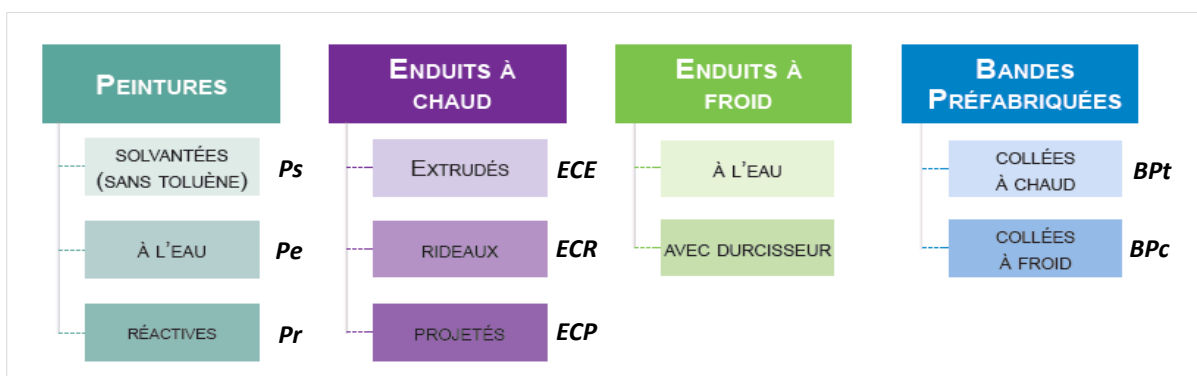 PEINTURES
SOLVANTÉES
(SANS TOLUÈNE)
Ps
À L'EAU
Pe
RÉACTIVES
Pr
ENDUITS À
CHAUD
EXTRUDÉS
ECE
RIDEAUX
ECR
PROJETÉS
ECP
ENDUITS À
FROID
À L'EAU
AVEC DURCISSEUR
BANDES
PRÉFABRIQUÉES
COLLÉES
À CHAUD
BPt
COLLÉES
À FROID
BPc